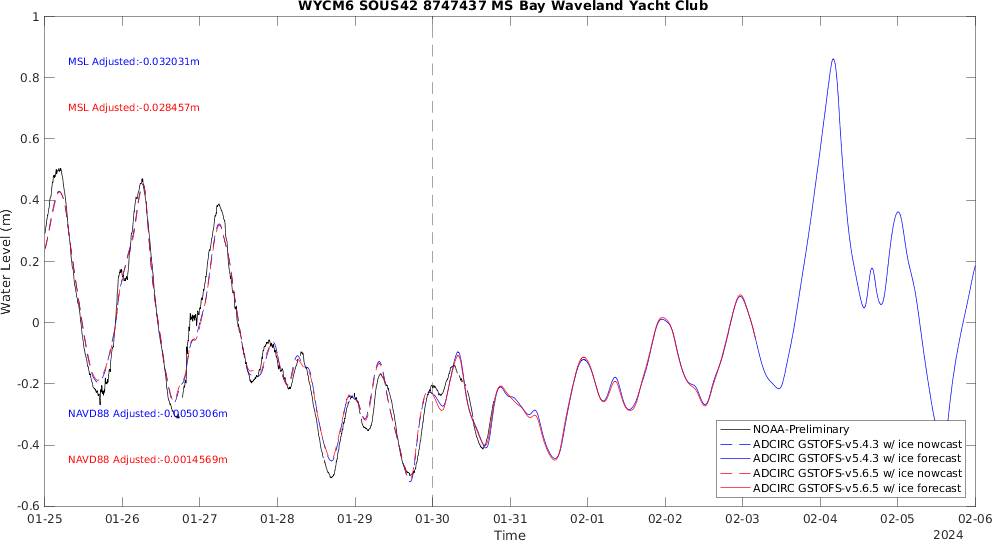 WYCM6 SOUS42 8747437 MS Bay Waveland Yacht Club
1
0.8
0.6
0.4
0.2
0
-0.2
-0.4
-0.6
Water Level (m)
MSL Adjusted:-0.032031m
MSL Adjusted:-0.028457m
NAVD88 Adjusted:-0.0050306m
NAVD88 Adjusted:-0.0014569m
NOAA-Preliminary
ADCIRC GSTOFS-v5.4.3 w/ ice nowcast
ADCIRC GSTOFS-v5.4.3 w/ ice forecast
ADCIRC GSTOFS-v5.6.5 w/ ice nowcast
ADCIRC GSTOFS-v5.6.5 w/ ice forecast
01-25 01-26 01-27 01-28 01-29 01-30 01-31 02-01 02-02 02-03 02-04 02-05 02-06
Time
2024